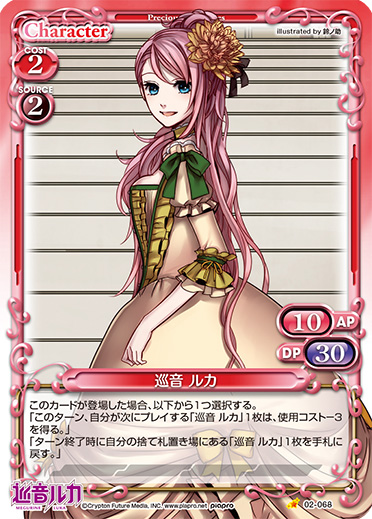 Precious Memories
Character
illustrated by 鈴ノ助
COST
2
SOURCE
2
10 AP
DP 30
巡音 ルカ
このカードが登場した場合、以下から1つ選択する。
「このターン、自分が次にプレイする「巡音 ルカ」1枚は、使用コスト-3
を得る。」
「ターン終了時に自分の捨て札置き場にある「巡音 ルカ」1枚を手札に
戻す。」
巡音ルカ
MEGURINE LUKA
©Crypton Future Media, INC. www.piapro.net piapro
02-068